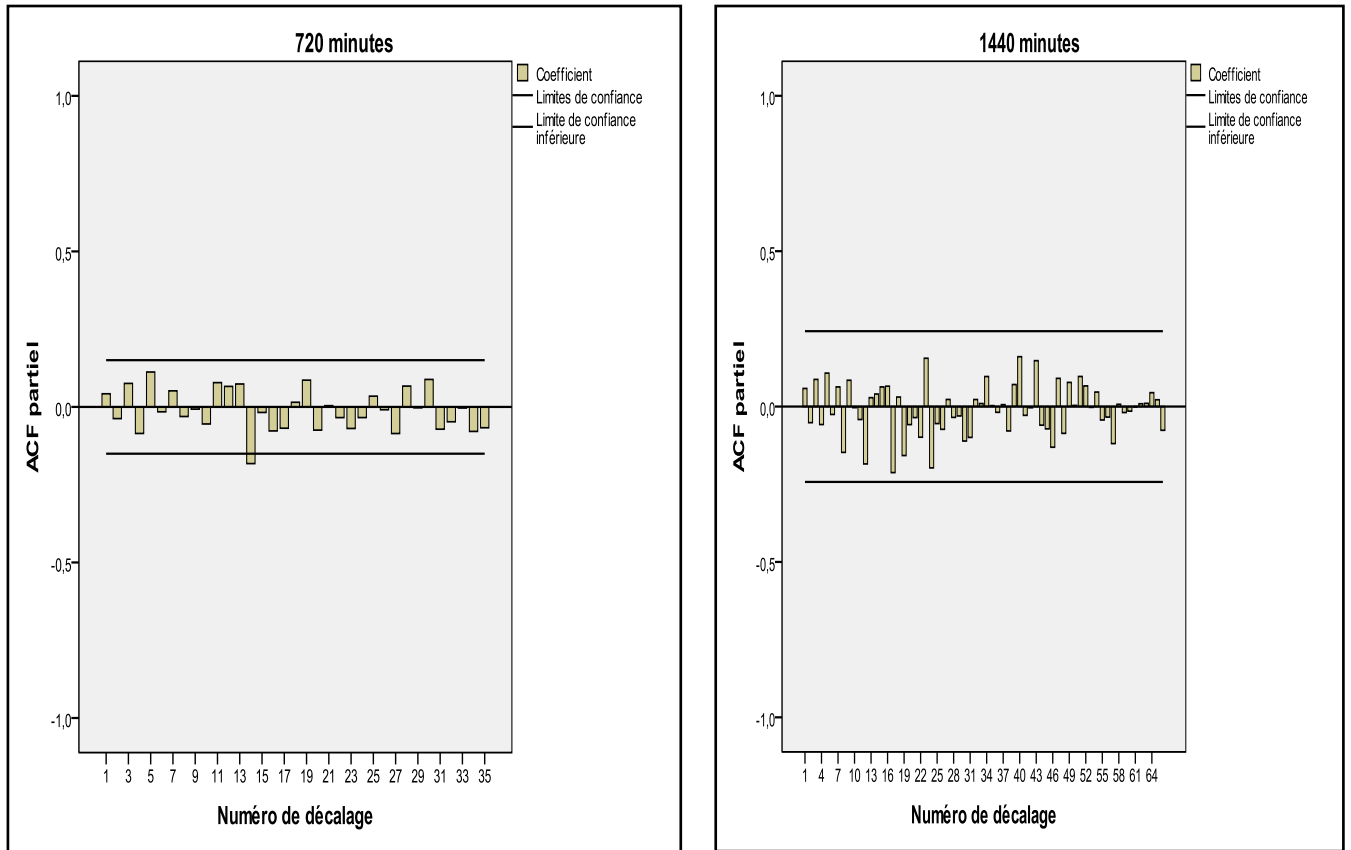 720 minutes
Coefficient
Limites de confiance
Limite de confiance
inférieure
1,0
0,5
0,0
-0,5
-1,0
ACF partiel
1 3 5 7 9 11 13 15 17 19 21 23 25 27 29 31 33 35
Numéro de décalage
1440 minutes
Coefficient
Limites de confiance
Limite de confiance
inférieure
1,0
0,5
0,0
-0,5
-1,0
ACF partiel
1 4 7 10 13 16 19 22 25 28 31 34 37 40 43 46 49 52 55 58 61 64
Numéro de décalage